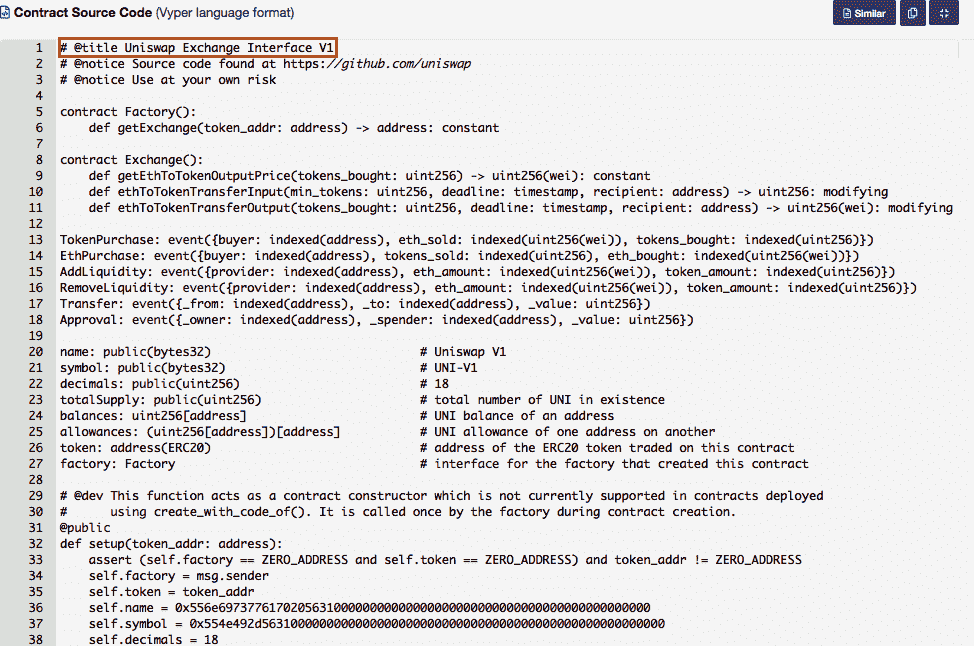 Contract Source Code (Vyper language format)
Similar
1 # @title Uniswap Exchange Interface V1
2 # @notice Source code found at https://github.com/uniswap
3 # @notice Use at your own risk
4
5 contract Factory():
6     def getExchange(token_addr: address) -> address: constant
7
8 contract Exchange():
9     def getEthToTokenOutputPrice(tokens_bought: uint256) -> uint256(wei): constant
10     def ethToTokenTransferInput(min_tokens: uint256, deadline: timestamp, recipient: address) -> uint256: modifying
11     def ethToTokenTransferOutput(tokens_bought: uint256, deadline: timestamp, recipient: address) -> uint256(wei): modifying
12
13 TokenPurchase: event({buyer: indexed(address), eth_sold: indexed(uint256(wei)), tokens_bought: indexed(uint256)})
14 EthPurchase: event({buyer: indexed(address), tokens_sold: indexed(uint256), eth_bought: indexed(uint256(wei))})
15 AddLiquidity: event({provider: indexed(address), eth_amount: indexed(uint256(wei)), token_amount: indexed(uint256)})
16 RemoveLiquidity: event({provider: indexed(address), eth_amount: indexed(uint256(wei)), token_amount: indexed(uint256)})
17 Transfer: event({_from: indexed(address), _to: indexed(address), _value: uint256})
18 Approval: event({_owner: indexed(address), _spender: indexed(address), _value: uint256})
19
20 name: public(bytes32)                             # Uniswap V1
21 symbol: public(bytes32)                           # UNI-V1
22 decimals: public(uint256)                         # 18
23 totalSupply: public(uint256)                      # total number of UNI in existence
24 balances: uint256[address]                        # UNI balance of an address
25 allowances: (uint256[address])[address]           # UNI allowance of one address on another
26 token: address(ERC20)                             # address of the ERC20 token traded on this contract
27 factory: Factory                                  # interface for the factory that created this contract
28
29 # @dev This function acts as a contract constructor which is not currently supported in contracts deployed
30 #      using create_with_code_of(). It is called once by the factory during contract creation.
31 @public
32 def setup(token_addr: address):
33     assert (self.factory == ZERO_ADDRESS and self.token == ZERO_ADDRESS) and token_addr != ZERO_ADDRESS
34     self.factory = msg.sender
35     self.token = token_addr
36     self.name = 0x556e697377617020563100000000000000000000000000000000000000000000
37     self.symbol = 0x554e492d56310000000000000000000000000000000000000000000000000000
38     self.decimals = 18